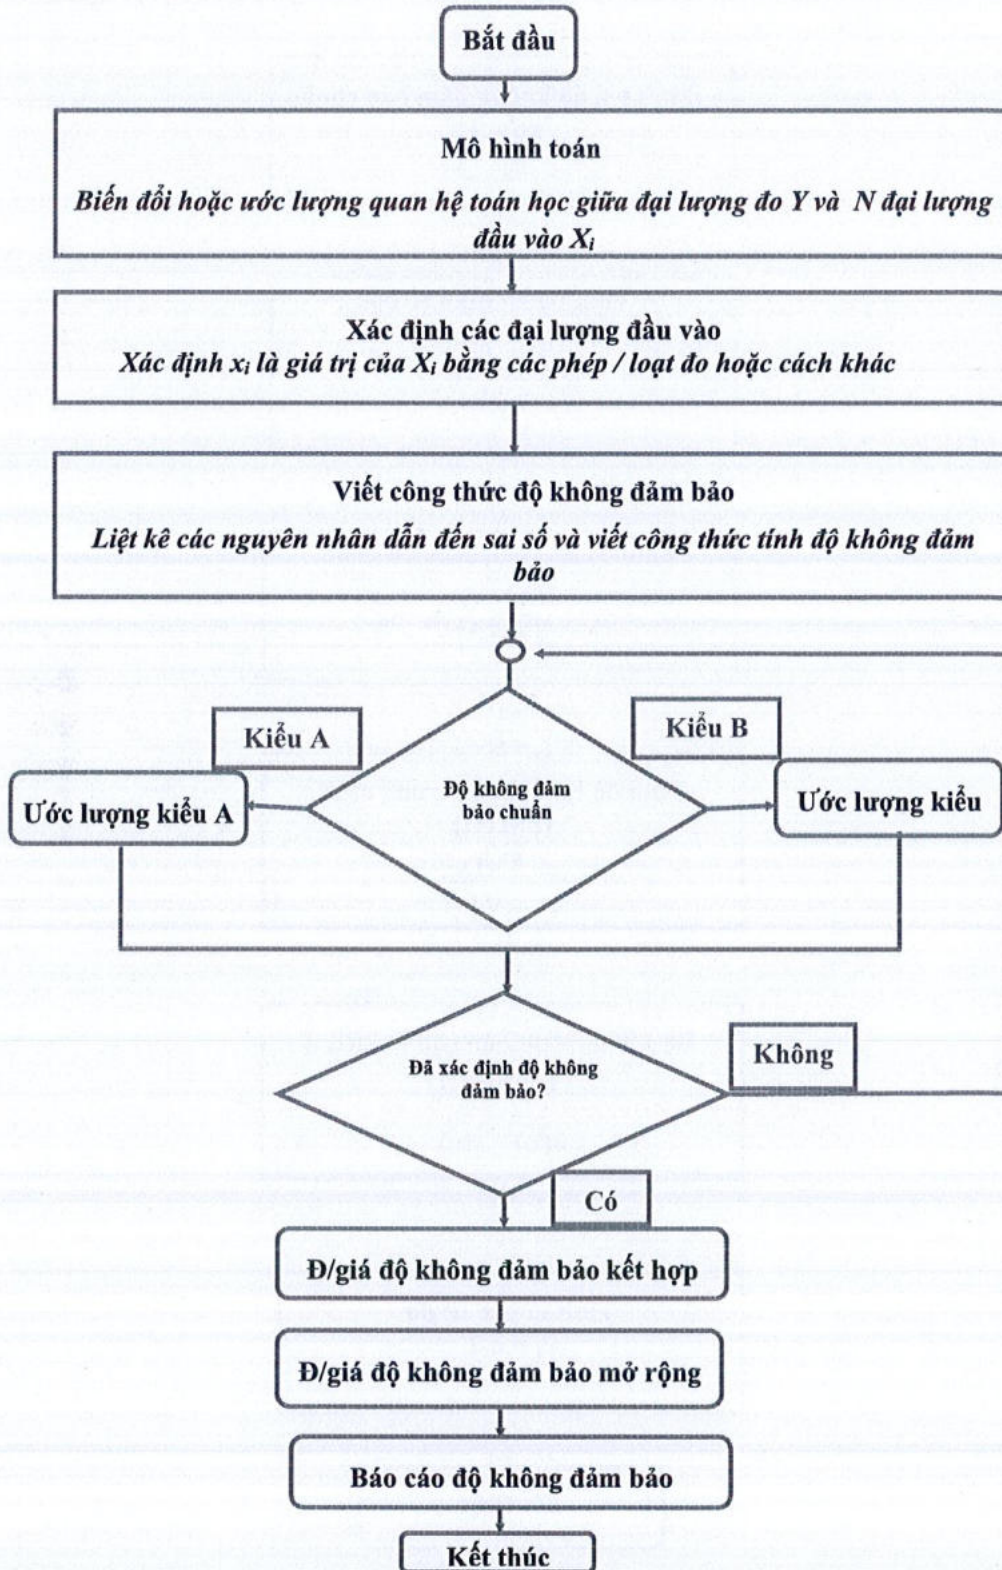 Bắt đầu
Mô hình toán
Biến đổi hoặc ước lượng quan hệ toán học giữa đại lượng đo Y và N đại lượng
đầu vào Xi
Xác định các đại lượng đầu vào
Xác định xi là giá trị của Xi bằng các phép / loạt đo hoặc cách khác
Viết công thức độ không đảm bảo
Liệt kê các nguyên nhân dẫn đến sai số và viết công thức tính độ không đảm
bảo
Kiểu A
Kiểu B
Độ không đảm
bảo chuẩn
Ước lượng kiểu A
Ước lượng kiểu
Đã xác định độ không
đảm bảo?
Không
Có
Đ/giá độ không đảm bảo kết hợp
Đ/giá độ không đảm bảo mở rộng
Báo cáo độ không đảm bảo
Kết thúc